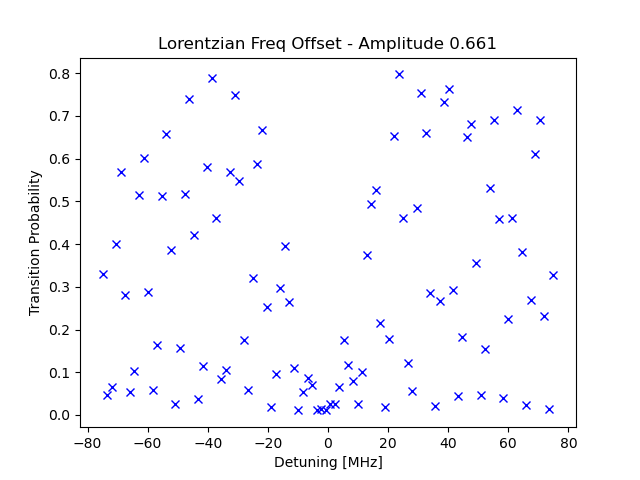 Lorentzian Freq Offset - Amplitude 0.661
0.8
0.7
0.6
0.5
0.4
0.3
0.2
0.1
0.0
Transition Probability
−80 −60 −40 −20 0 20 40 60 80
Detuning [MHz]